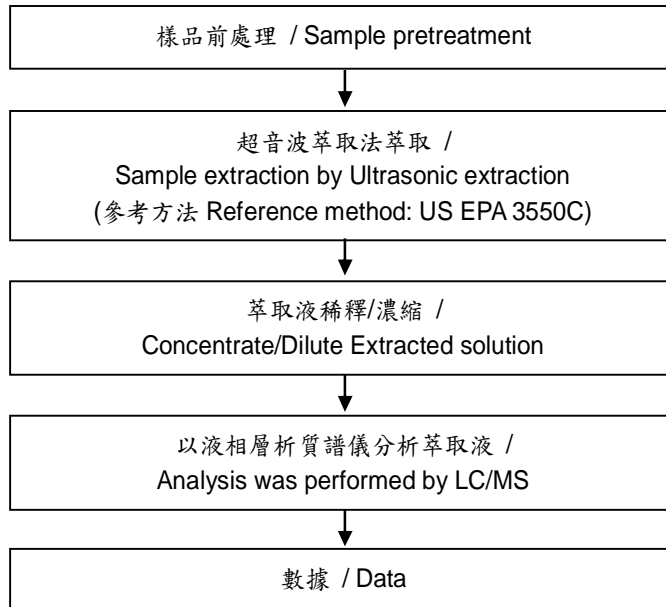 樣品前處理 / Sample pretreatment
超音波萃取法萃取 /
Sample extraction by Ultrasonic extraction
(參考方法 Reference method: US EPA 3550C)
萃取液稀釋/濃縮 /
Concentrate/Dilute Extracted solution
以液相層析質譜儀分析萃取液 /
Analysis was performed by LC/MS
數據 / Data